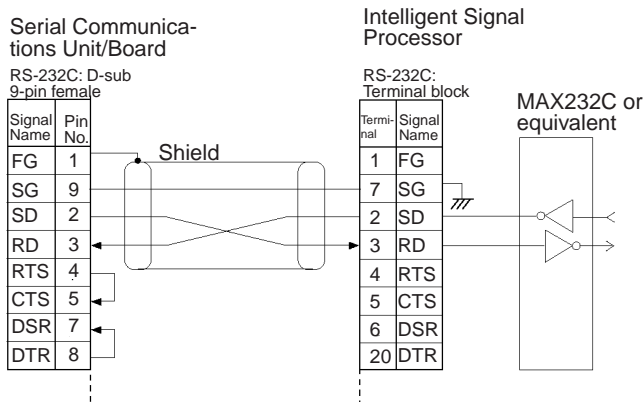 Serial Communica-
tions Unit/Board
RS-232C: D-sub
9-pin female
Signal Name Pin No.
FG 1
SG 9
SD 2
RD 3
RTS 4
CTS 5
DSR 7
DTR 8
Shield
Intelligent Signal
Processor
RS-232C:
Terminal block
Termi-nal Signal Name
1 FG
7 SG
2 SD
3 RD
4 RTS
5 CTS
6 DSR
20 DTR
MAX232C or
equivalent